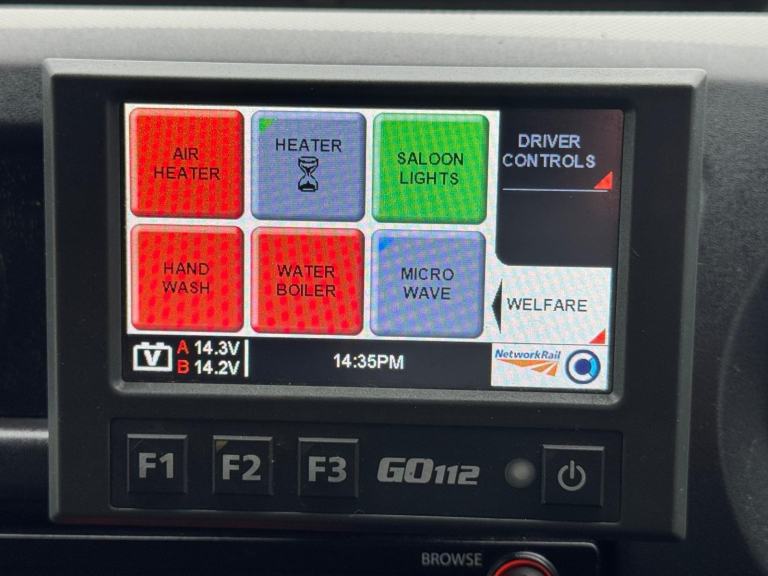 AIR
HEATER
HEATER
SALOON
LIGHTS
DRIVER
CONTROLS
HAND
WASH
WATER
BOILER
MICRO
WAVE
WELFARE
V
A 14.3V
B 14.2V
14:35PM
NetworkRail
F1
F2
F3
GO112
BROWSE